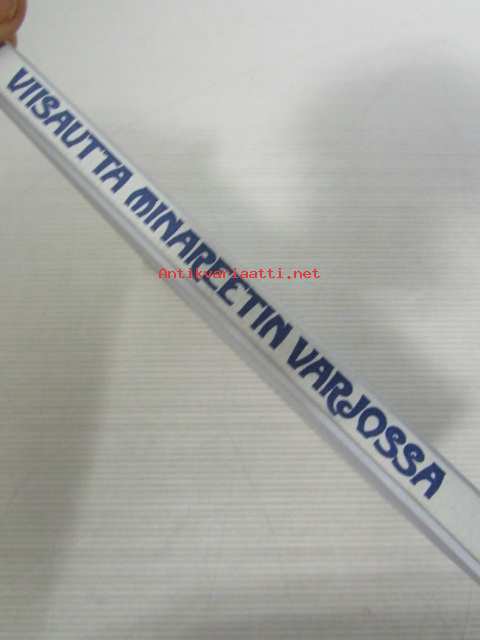 VIISAUTTA MINAREETIN VARJOSSA
Antikvariaatti.net